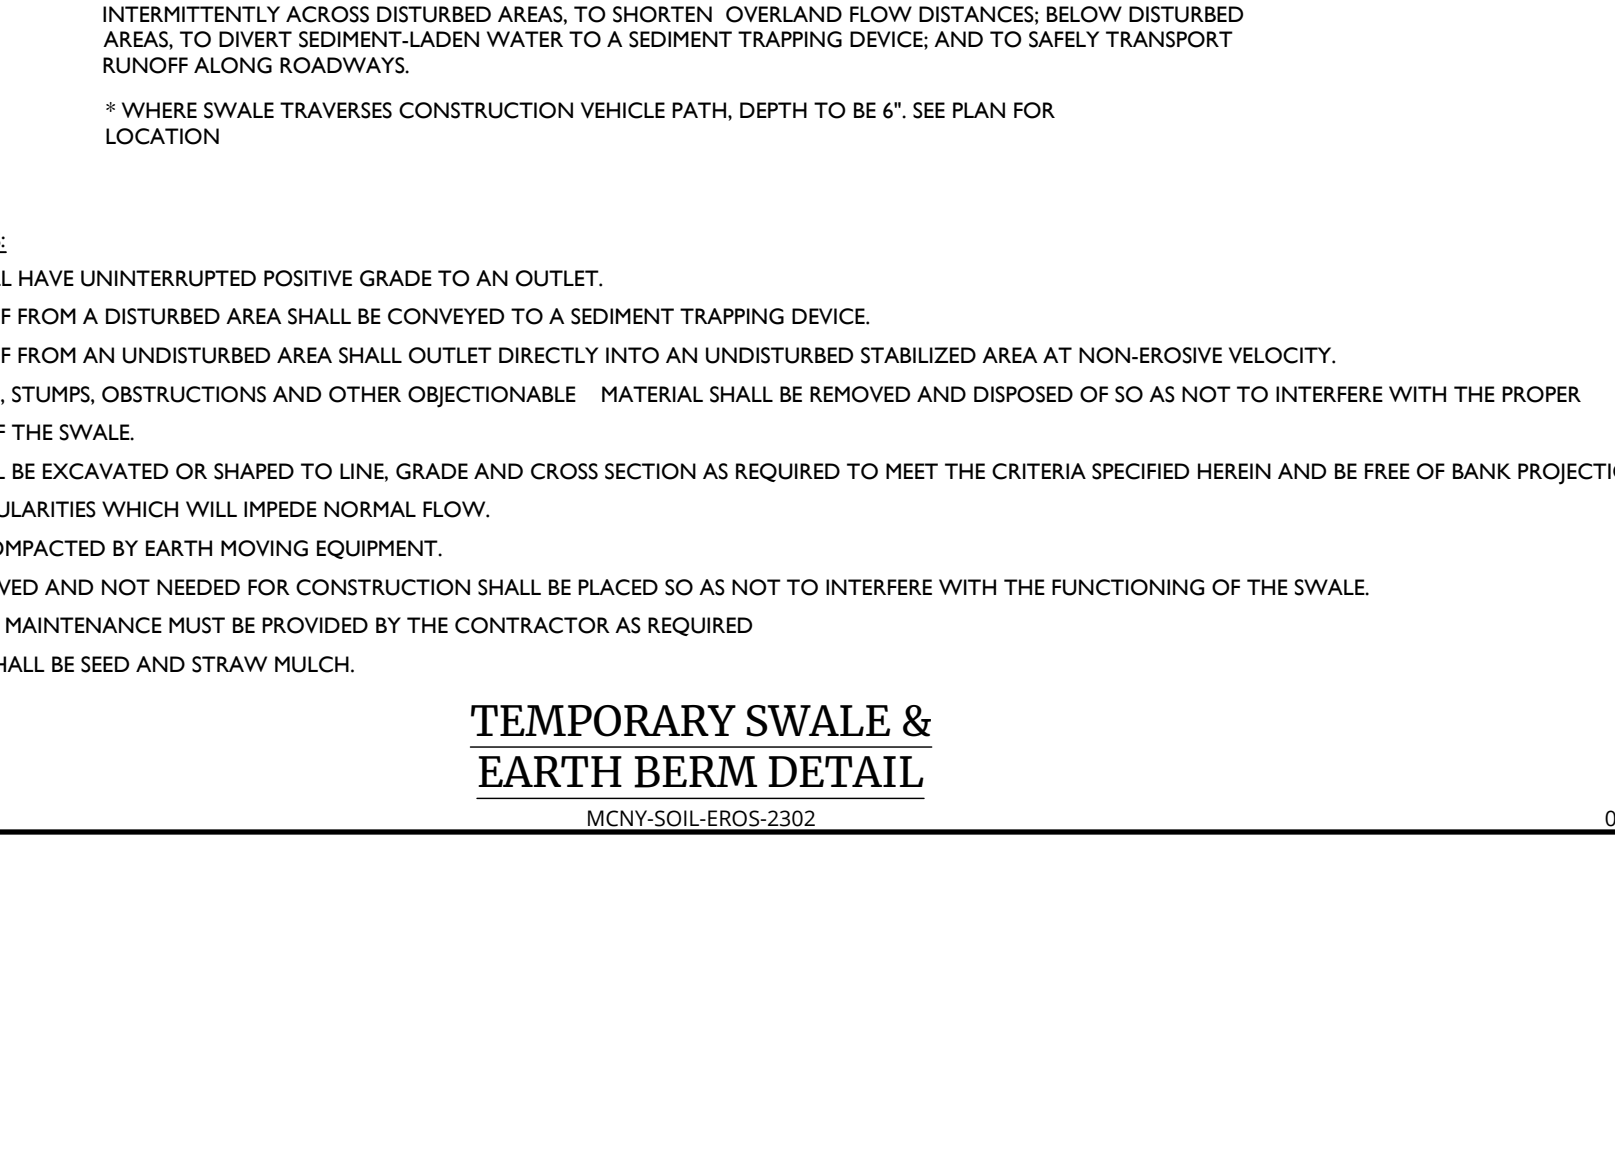 INTERMITTENTLY ACROSS DISTURBED AREAS, TO SHORTEN OVERLAND FLOW DISTANCES; BELOW DISTURBED
AREAS, TO DIVERT SEDIMENT-LADEN WATER TO A SEDIMENT TRAPPING DEVICE; AND TO SAFELY TRANSPORT
RUNOFF ALONG ROADWAYS.
* WHERE SWALE TRAVERSES CONSTRUCTION VEHICLE PATH, DEPTH TO BE 6". SEE PLAN FOR
LOCATION
:
L HAVE UNINTERRUPTED POSITIVE GRADE TO AN OUTLET.
F FROM A DISTURBED AREA SHALL BE CONVEYED TO A SEDIMENT TRAPPING DEVICE.
F FROM AN UNDISTURBED AREA SHALL OUTLET DIRECTLY INTO AN UNDISTURBED STABILIZED AREA AT NON-EROSIVE VELOCITY.
, STUMPS, OBSTRUCTIONS AND OTHER OBJECTIONABLE MATERIAL SHALL BE REMOVED AND DISPOSED OF SO AS NOT TO INTERFERE WITH THE PROPER
F THE SWALE.
L BE EXCAVATED OR SHAPED TO LINE, GRADE AND CROSS SECTION AS REQUIRED TO MEET THE CRITERIA SPECIFIED HEREIN AND BE FREE OF BANK PROJECTI
ULARITIES WHICH WILL IMPEDE NORMAL FLOW.
OMPACTED BY EARTH MOVING EQUIPMENT.
VED AND NOT NEEDED FOR CONSTRUCTION SHALL BE PLACED SO AS NOT TO INTERFERE WITH THE FUNCTIONING OF THE SWALE.
MAINTENANCE MUST BE PROVIDED BY THE CONTRACTOR AS REQUIRED
HALL BE SEED AND STRAW MULCH.
TEMPORARY SWALE &
EARTH BERM DETAIL
MCNY-SOIL-EROS-2302 0